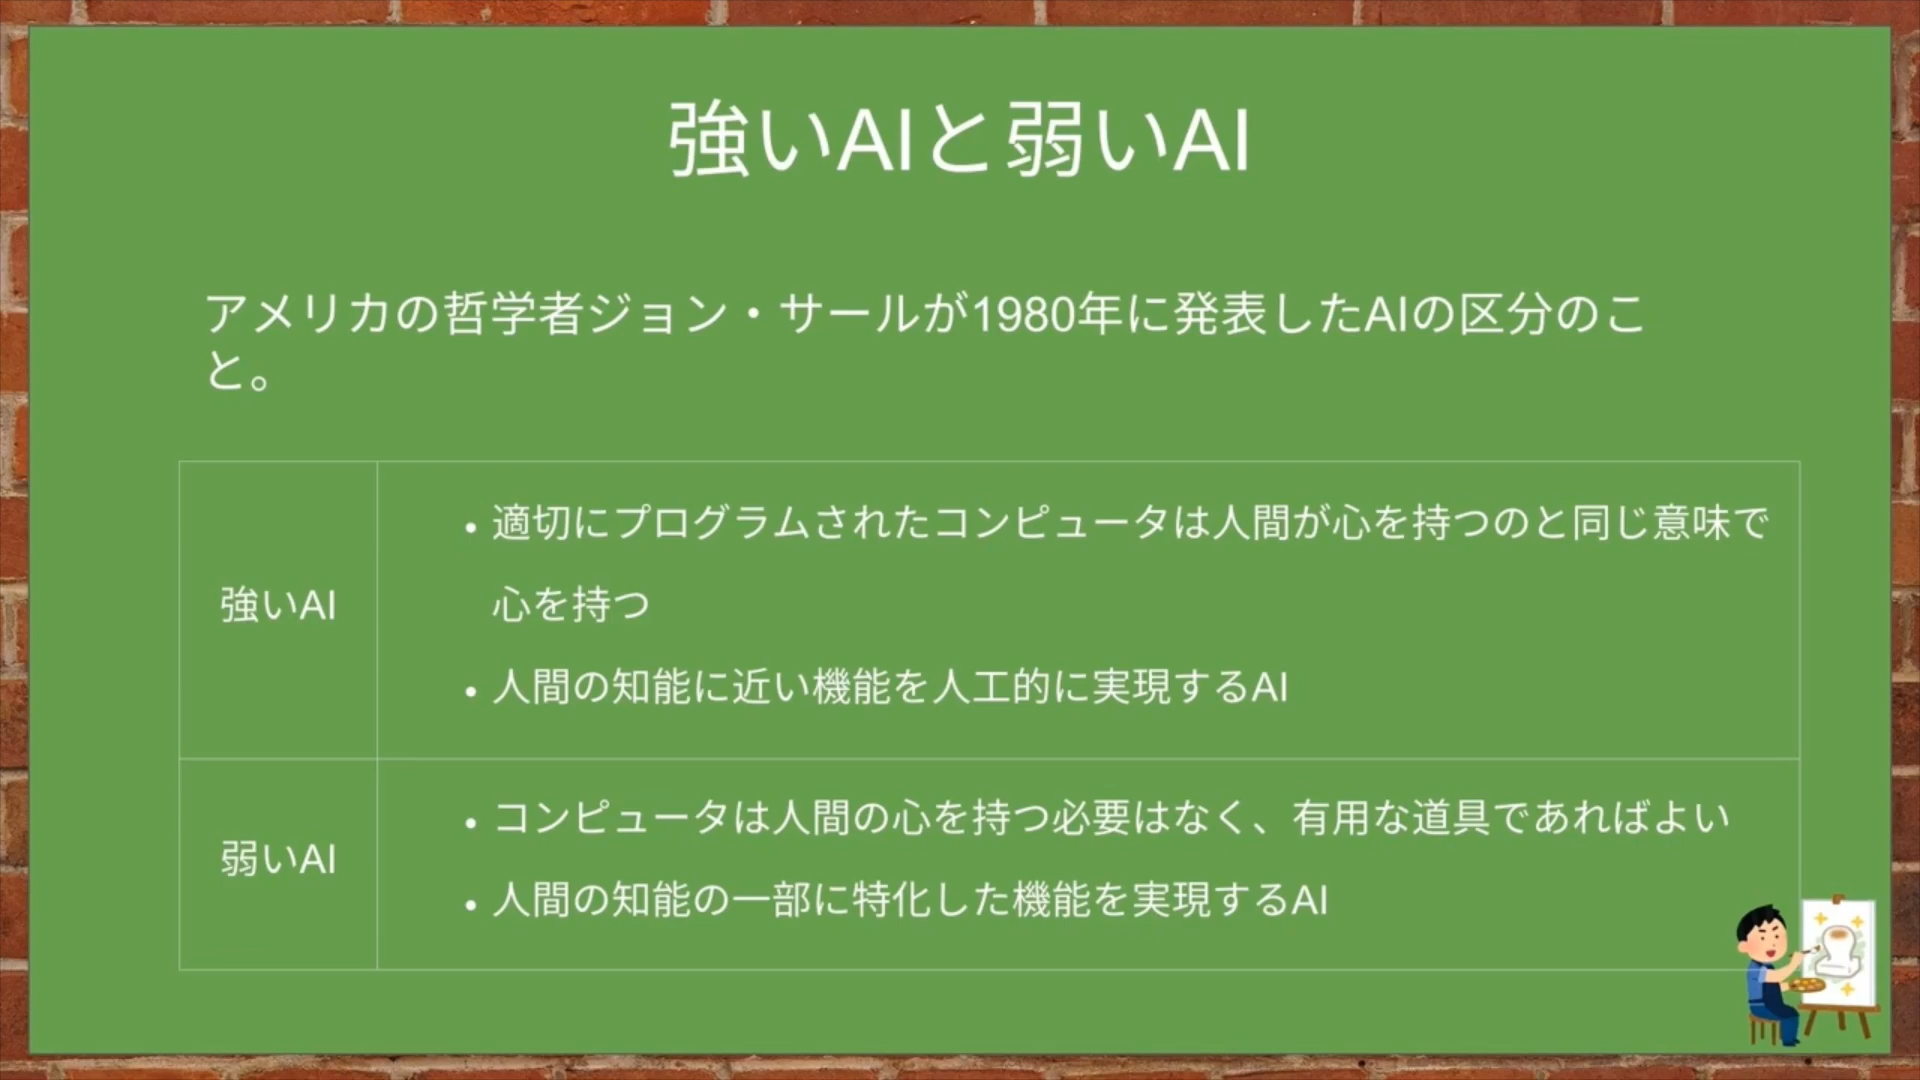 強いAIと弱いAI
アメリカの哲学者ジョン・サールが1980年に発表したAIの区分のこ
と。
強いAI
• 適切にプログラムされたコンピュータは人間が心を持つのと同じ意味で
心を持つ
• 人間の知能に近い機能を人工的に実現するAI
弱いAI
• コンピュータは人間の心を持つ必要はなく、有用な道具であればよい
• 人間の知能の一部に特化した機能を実現するAI